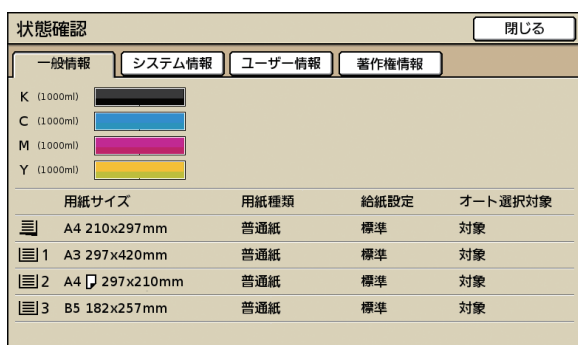 状態確認 閉じる
一般情報 システム情報 ユーザー情報 著作権情報
K (1000ml)
C (1000ml)
M (1000ml)
Y (1000ml)
用紙サイズ 用紙種類 給紙設定 オート選択対象
A4 210x297mm 普通紙 標準 対象
1 A3 297x420mm 普通紙 標準 対象
2 A4 297x210mm 普通紙 標準 対象
3 B5 182x257mm 普通紙 標準 対象